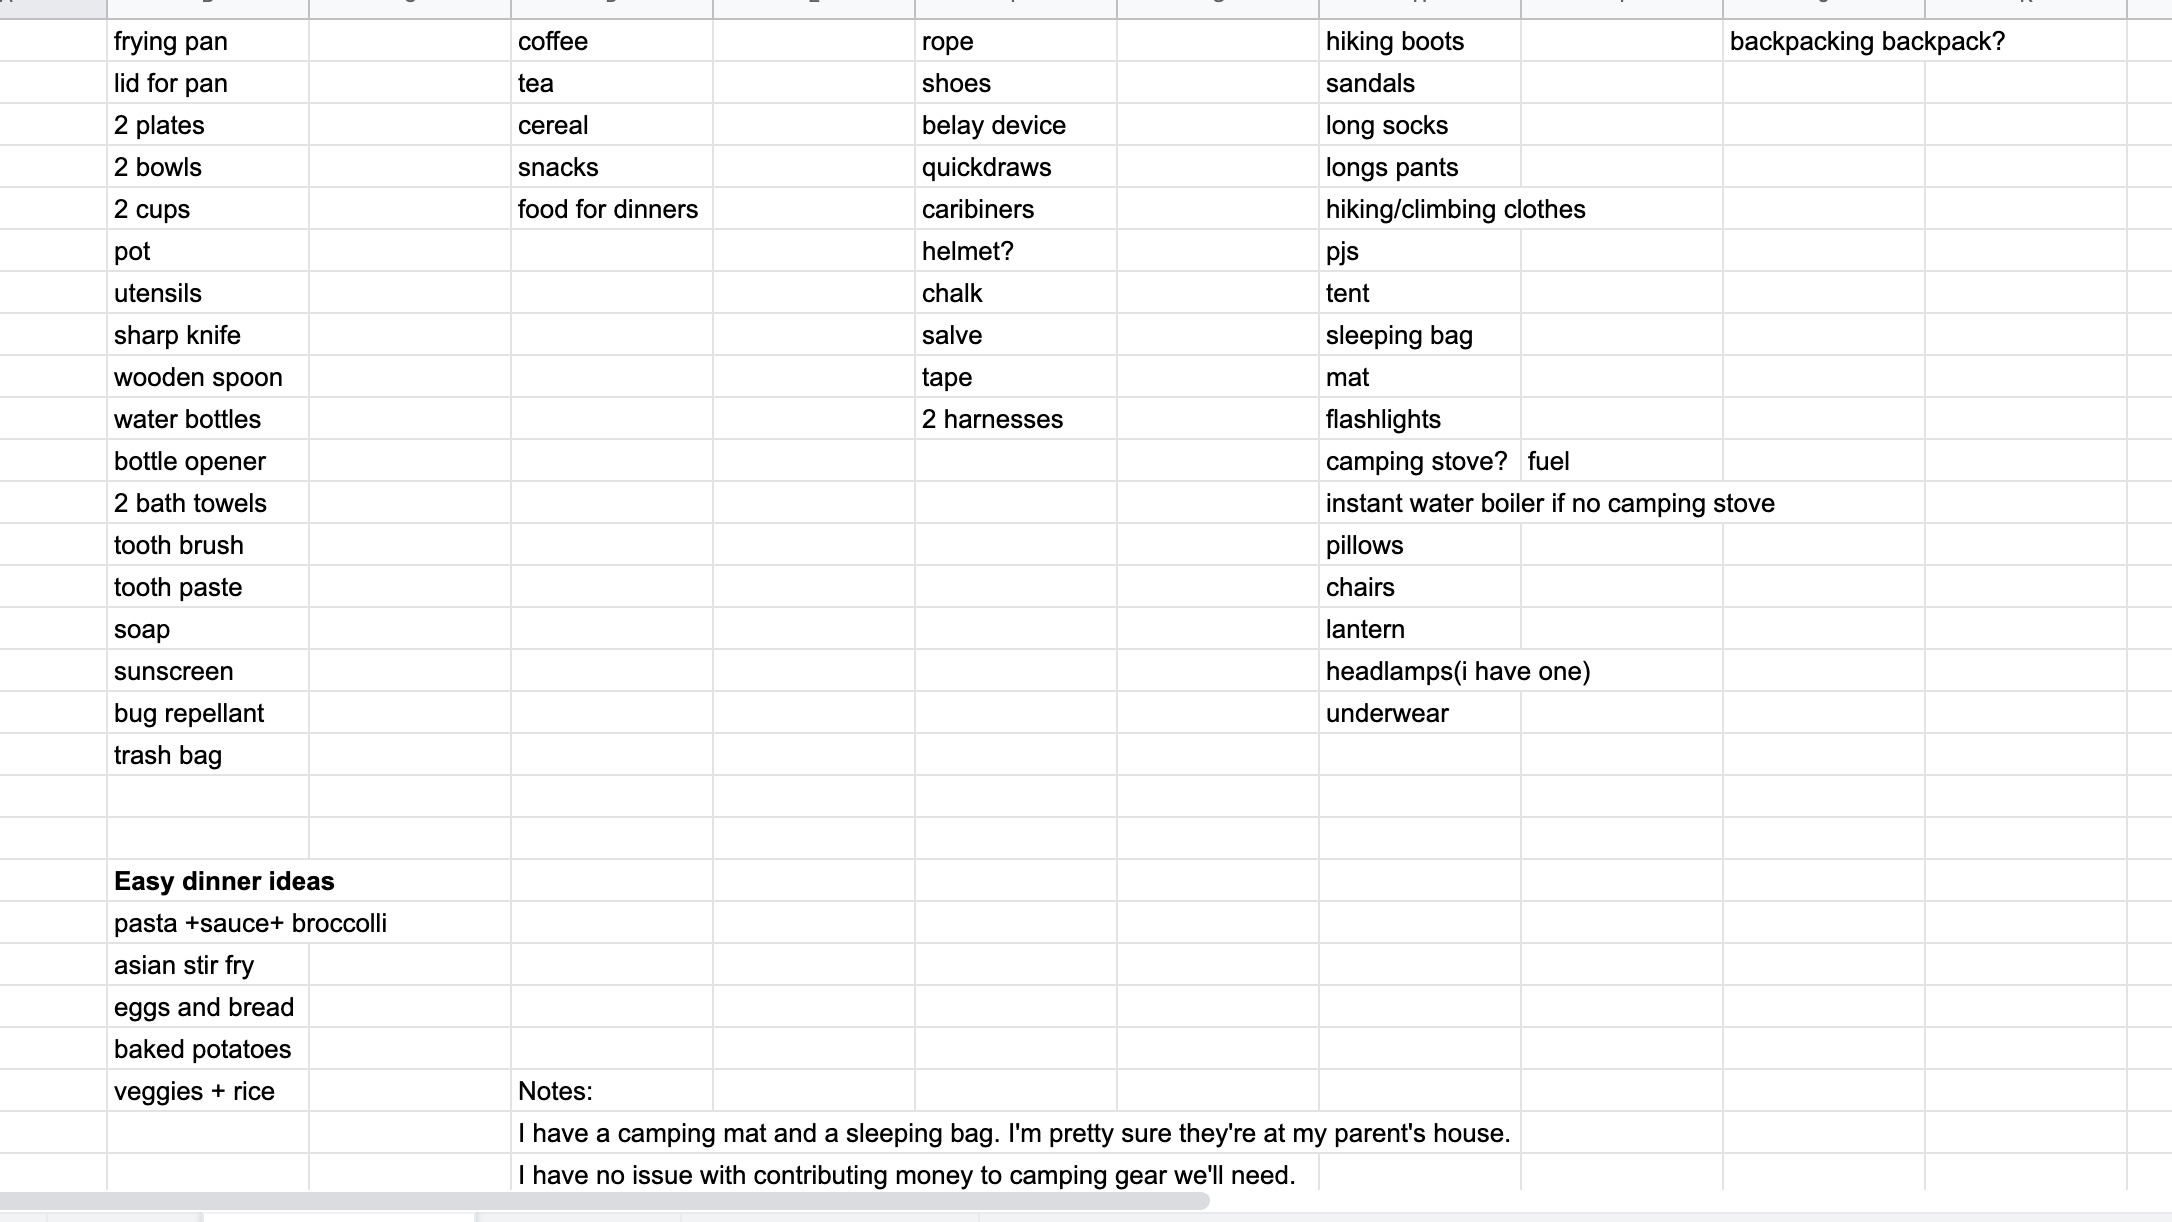 frying pan coffee rope hiking boots backpacking backpack?
lid for pan tea shoes sandals
2 plates cereal belay device long socks
2 bowls snacks quickdraws longs pants
2 cups food for dinners caribiners hiking/climbing clothes
pot helmet? pjs
utensils chalk tent
sharp knife salve sleeping bag
wooden spoon tape mat
water bottles 2 harnesses flashlights
bottle opener camping stove? fuel
2 bath towels instant water boiler if no camping stove
tooth brush pillows
tooth paste chairs
soap lantern
sunscreen headlamps(i have one)
bug repellant underwear
trash bag
Easy dinner ideas
pasta +sauce+ broccolli
asian stir fry
eggs and bread
baked potatoes
veggies + rice Notes:
I have a camping mat and a sleeping bag. I'm pretty sure they're at my parent's house.
I have no issue with contributing money to camping gear we'll need.